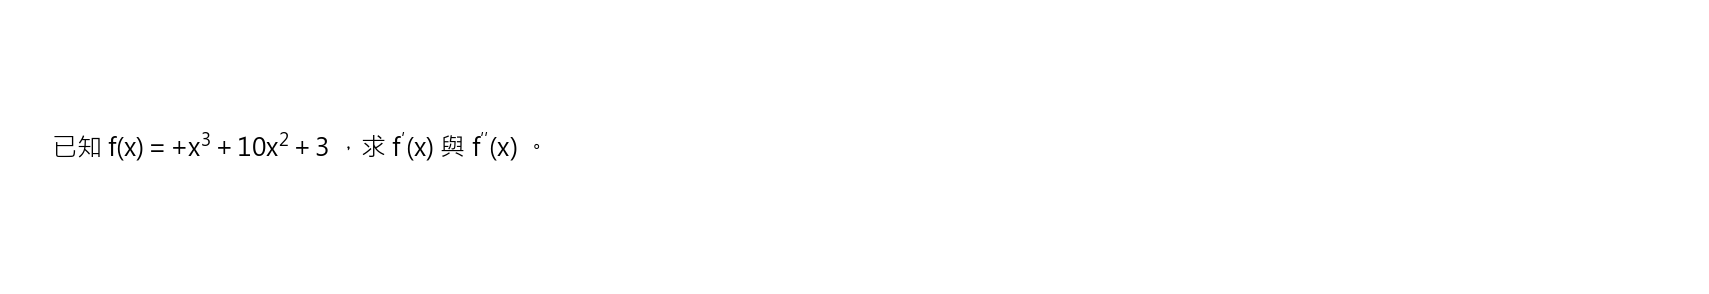 已知 f(x) = +x³ + 10x² + 3 ，求 f′(x) 與 f′′(x) 。